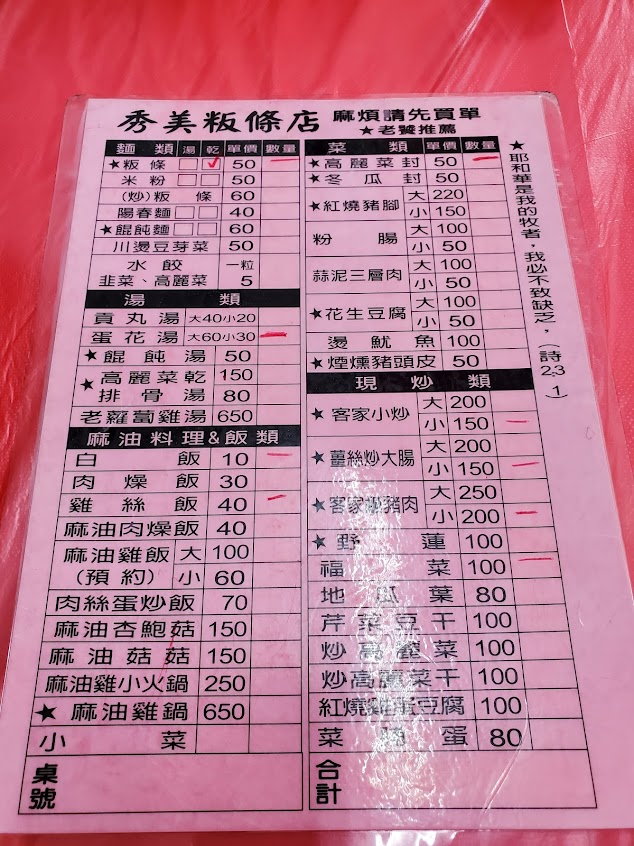 秀美粄條店 麻煩請先買單
★老饕推薦
麵類 湯 乾 單價 數量
★粄條 50
米粉 50
(炒)粄條 60
陽春麵 40
★餛飩麵 60
川燙豆芽菜 50
水餃 一粒
韭菜、高麗菜 5
湯類
貢丸湯 大40小20
蛋花湯 大60小30
★餛飩湯 50
★高麗菜乾 150
排骨湯 80
老蘿蔔雞湯 650
麻油料理&飯類
白飯 10
肉燥飯 30
雞絲飯 40
麻油肉燥飯 40
麻油雞飯 大 100
(預約) 小 60
肉絲蛋炒飯 70
麻油杏鮑菇 150
麻油菇菇 150
麻油雞小火鍋 250
★麻油雞鍋 650
小菜
桌號
菜類 單價 數量
★高麗菜封 50
★冬瓜封 50
★紅燒豬腳 大 220
小 150
粉腸 大 100
小 50
蒜泥三層肉 大 100
小 50
★花生豆腐 大 100
小 50
燙魷魚 100
★煙燻豬頭皮 50
現炒類
★客家小炒 大 200
小 150
★薑絲炒大腸 大 200
小 150
★客家 豬肉 大 250
小 200
★野蓮 100
福 菜 100
地瓜葉 80
芹菜豆干 100
炒高麗菜 100
炒高麗菜干 100
紅燒雞蛋豆腐 100
菜 蛋 80
合計
★耶和華是我的牧者，我必不致缺乏，(詩23,1)